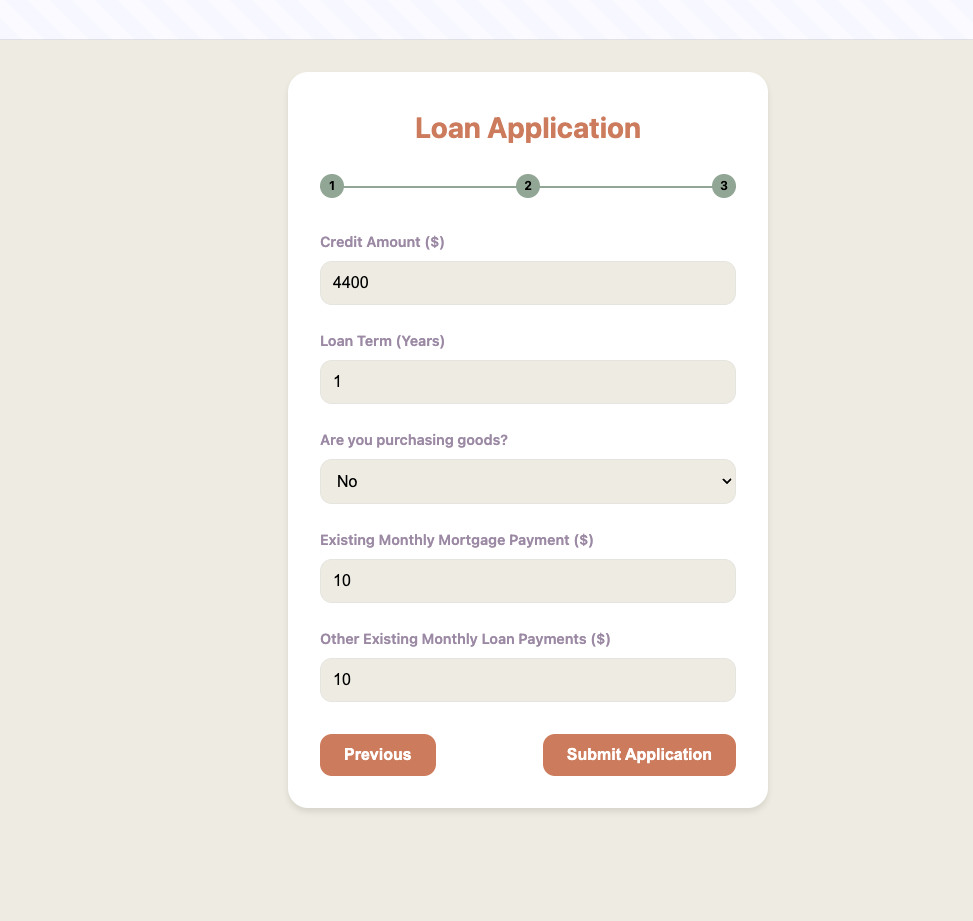 Loan Application
1 2 3
Credit Amount ($)
4400
Loan Term (Years)
1
Are you purchasing goods?
No
Existing Monthly Mortgage Payment ($)
10
Other Existing Monthly Loan Payments ($)
10
Previous Submit Application